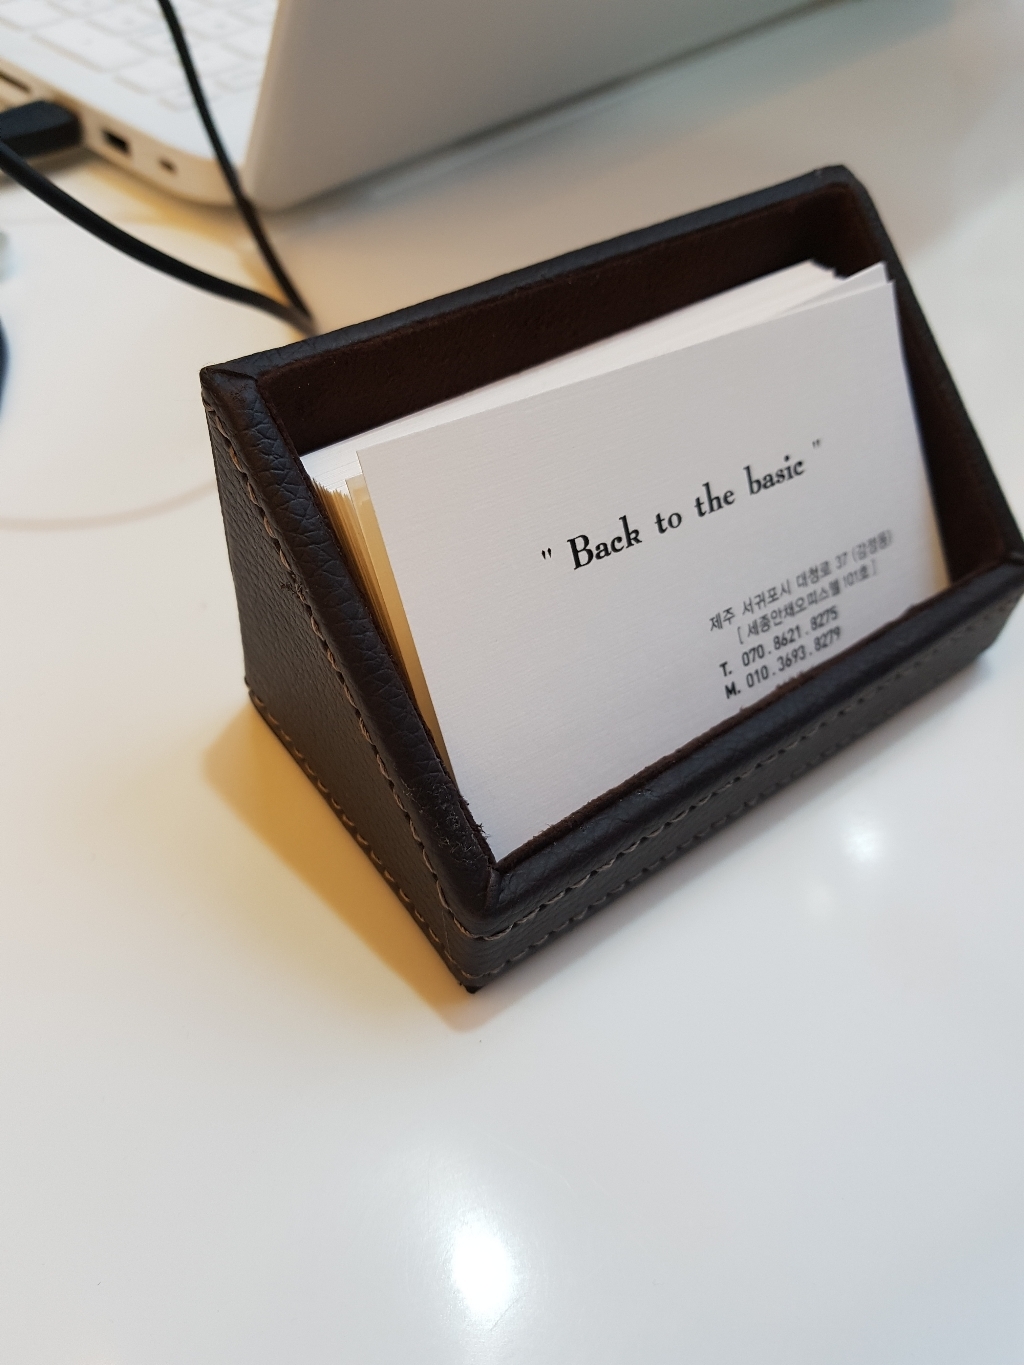 " Back to the basic "
제주 서귀포시 대청로 37 (강정동)
[ 세종안채오피스텔 101호 ]
T. 070 . 8621 . 8275
M. 010 . 3693 . 8279